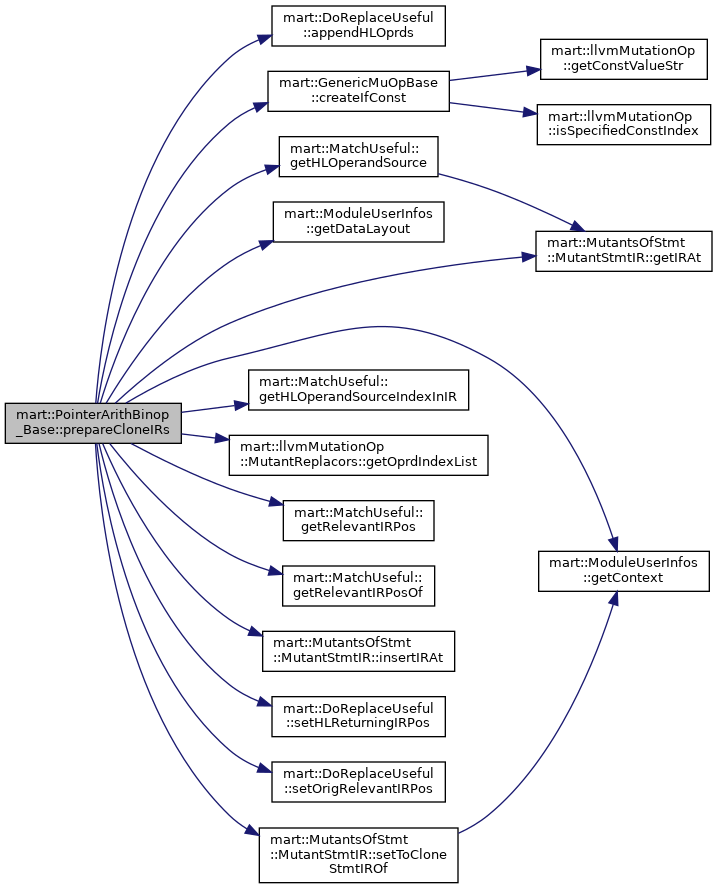 mart::DoReplaceUseful
::appendHLOprds
mart::GenericMuOpBase
::createIfConst
mart::llvmMutationOp
::getConstValueStr
mart::llvmMutationOp
::isSpecifiedConstIndex
mart::MatchUseful::
getHLOperandSource
mart::ModuleUserInfos
::getDataLayout
mart::MutantsOfStmt
::MutantStmtIR::getIRAt
mart::PointerArithBinop
_Base::prepareCloneIRs
mart::MatchUseful::
getHLOperandSourceIndexInIR
mart::llvmMutationOp
::MutantReplacors::getOprdIndexList
mart::MatchUseful::
getRelevantIRPos
mart::MatchUseful::
getRelevantIRPosOf
mart::ModuleUserInfos
::getContext
mart::MutantsOfStmt
::MutantStmtIR::insertIRAt
mart::DoReplaceUseful
::setHLReturningIRPos
mart::DoReplaceUseful
::setOrigRelevantIRPos
mart::MutantsOfStmt
::MutantStmtIR::setToClone
StmtIROf